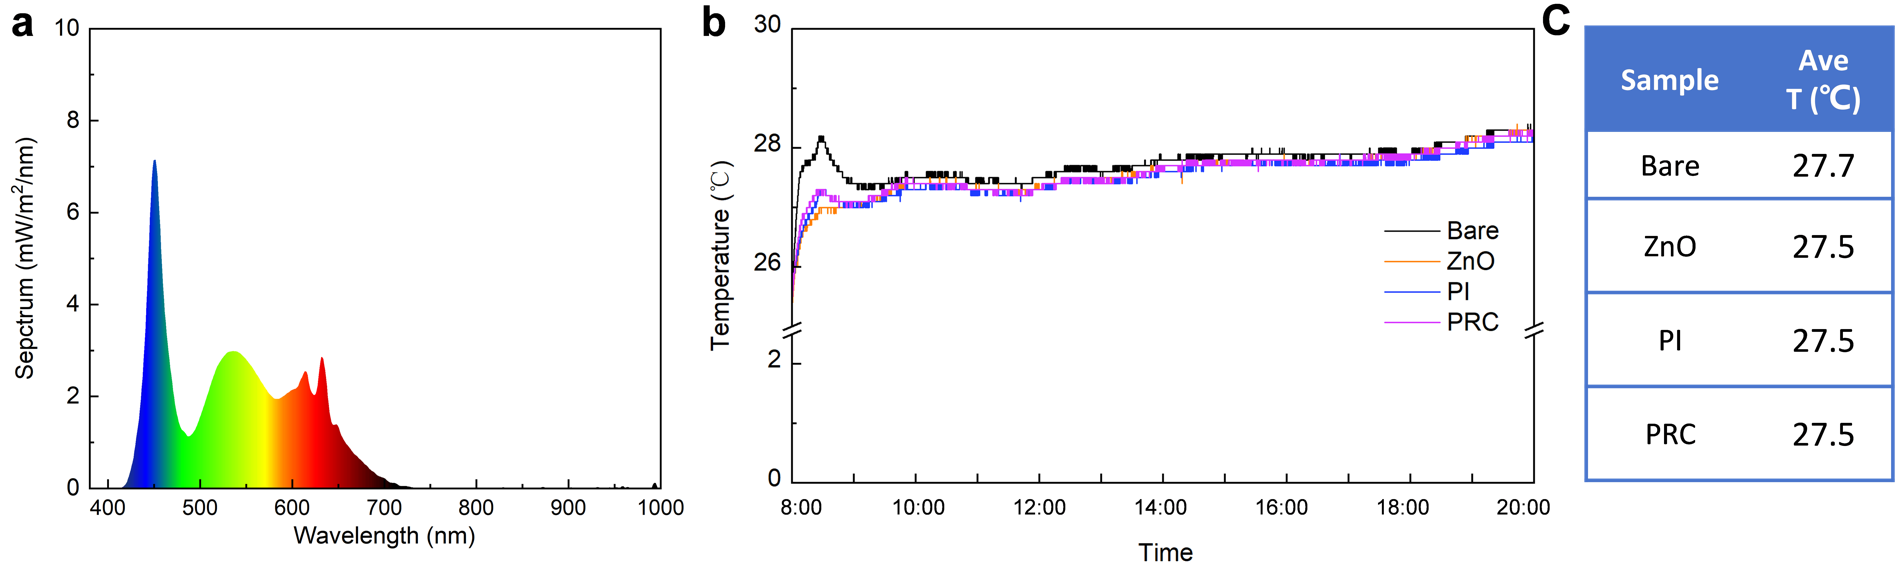 a
10
8
6
4
2
0
Sepctrum (mW/m²/nm)
400 500 600 700 800 900 1000
Wavelength (nm)
b
30
28
26
2
0
Temperature (℃)
Bare
ZnO
PI
PRC
8:00 10:00 12:00 14:00 16:00 18:00 20:00
Time
C
Sample Ave T (℃)
Bare 27.7
ZnO 27.5
PI 27.5
PRC 27.5